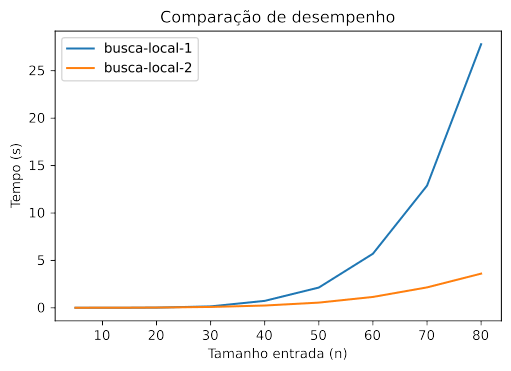 Comparação de desempenho
busca-local-1
busca-local-2
25
20
15
10
5
0
Tempo (s)
10 20 30 40 50 60 70 80
Tamanho entrada (n)